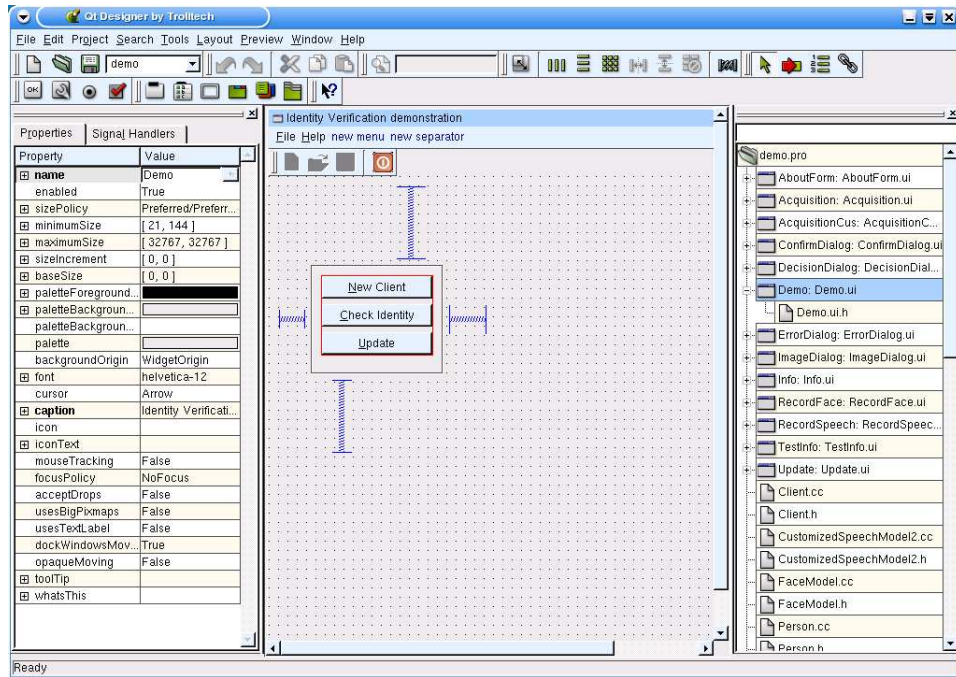 Qt Designer by Trolltech
File Edit Project Search Tools Layout Preview Window Help
demo
OK
Properties Signal Handlers
Property Value
name Demo
enabled True
sizePolicy Preferred/Preferr...
minimumSize [ 21, 144 ]
maximumSize [ 32767, 32767 ]
sizeIncrement [ 0, 0 ]
baseSize [ 0, 0 ]
paletteForeground...
paletteBackgroun...
paletteBackgroun...
palette
backgroundOrigin WidgetOrigin
font helvetica-12
cursor Arrow
caption Identity Verificati...
icon
iconText
mouseTracking False
focusPolicy NoFocus
acceptDrops False
usesBigPixmaps False
usesTextLabel False
dockWindowsMov... True
opaqueMoving False
toolTip
whatsThis
Identity Verification demonstration
File Help new menu new separator
New Client
Check Identity
Update
demo.pro
AboutForm: AboutForm.ui
Acquisition: Acquisition.ui
AcquisitionCus: AcquisitionC...
ConfirmDialog: ConfirmDialog.ui
DecisionDialog: DecisionDial...
Demo: Demo.ui
Demo.ui.h
ErrorDialog: ErrorDialog.ui
ImageDialog: ImageDialog.ui
Info: Info.ui
RecordFace: RecordFace.ui
RecordSpeech: RecordSpeec...
TestInfo: TestInfo.ui
Update: Update.ui
Client.cc
Client.h
CustomizedSpeechModel2.cc
CustomizedSpeechModel2.h
FaceModel.cc
FaceModel.h
Person.cc
Person.h
Ready